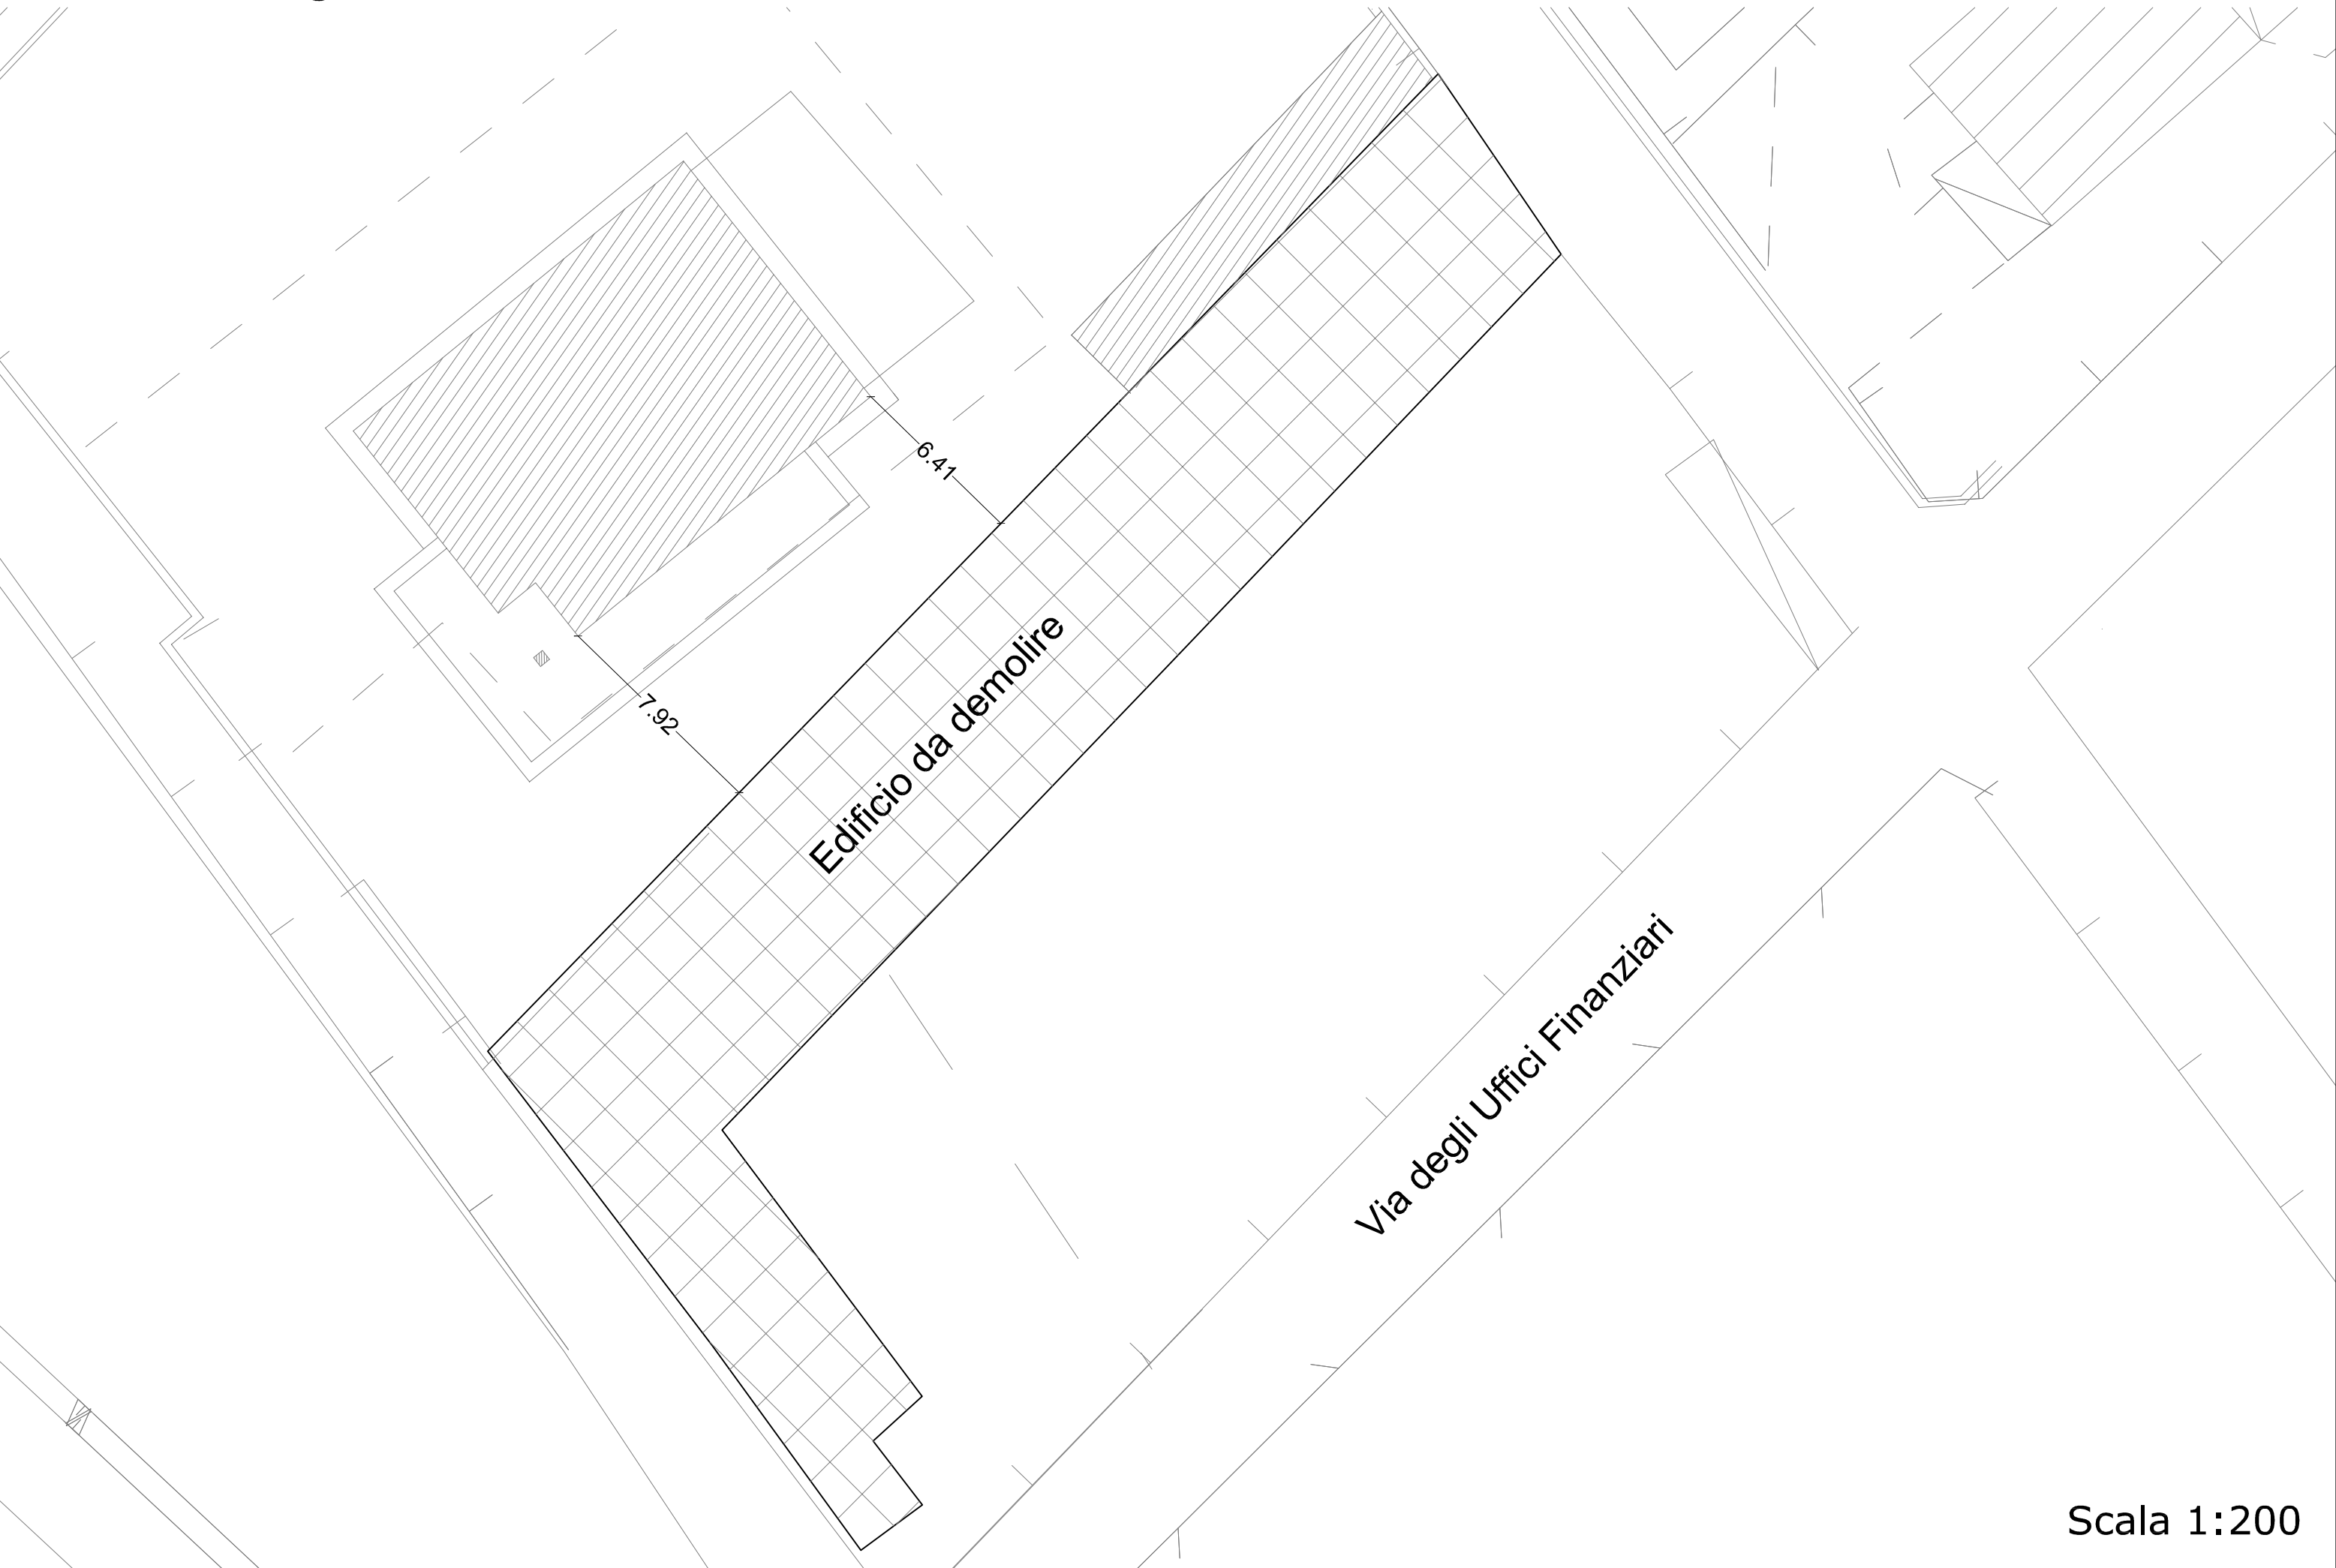 6.41
7.92
Edificio da demolire
Via degli Uffici Finanziari
Scala 1:200